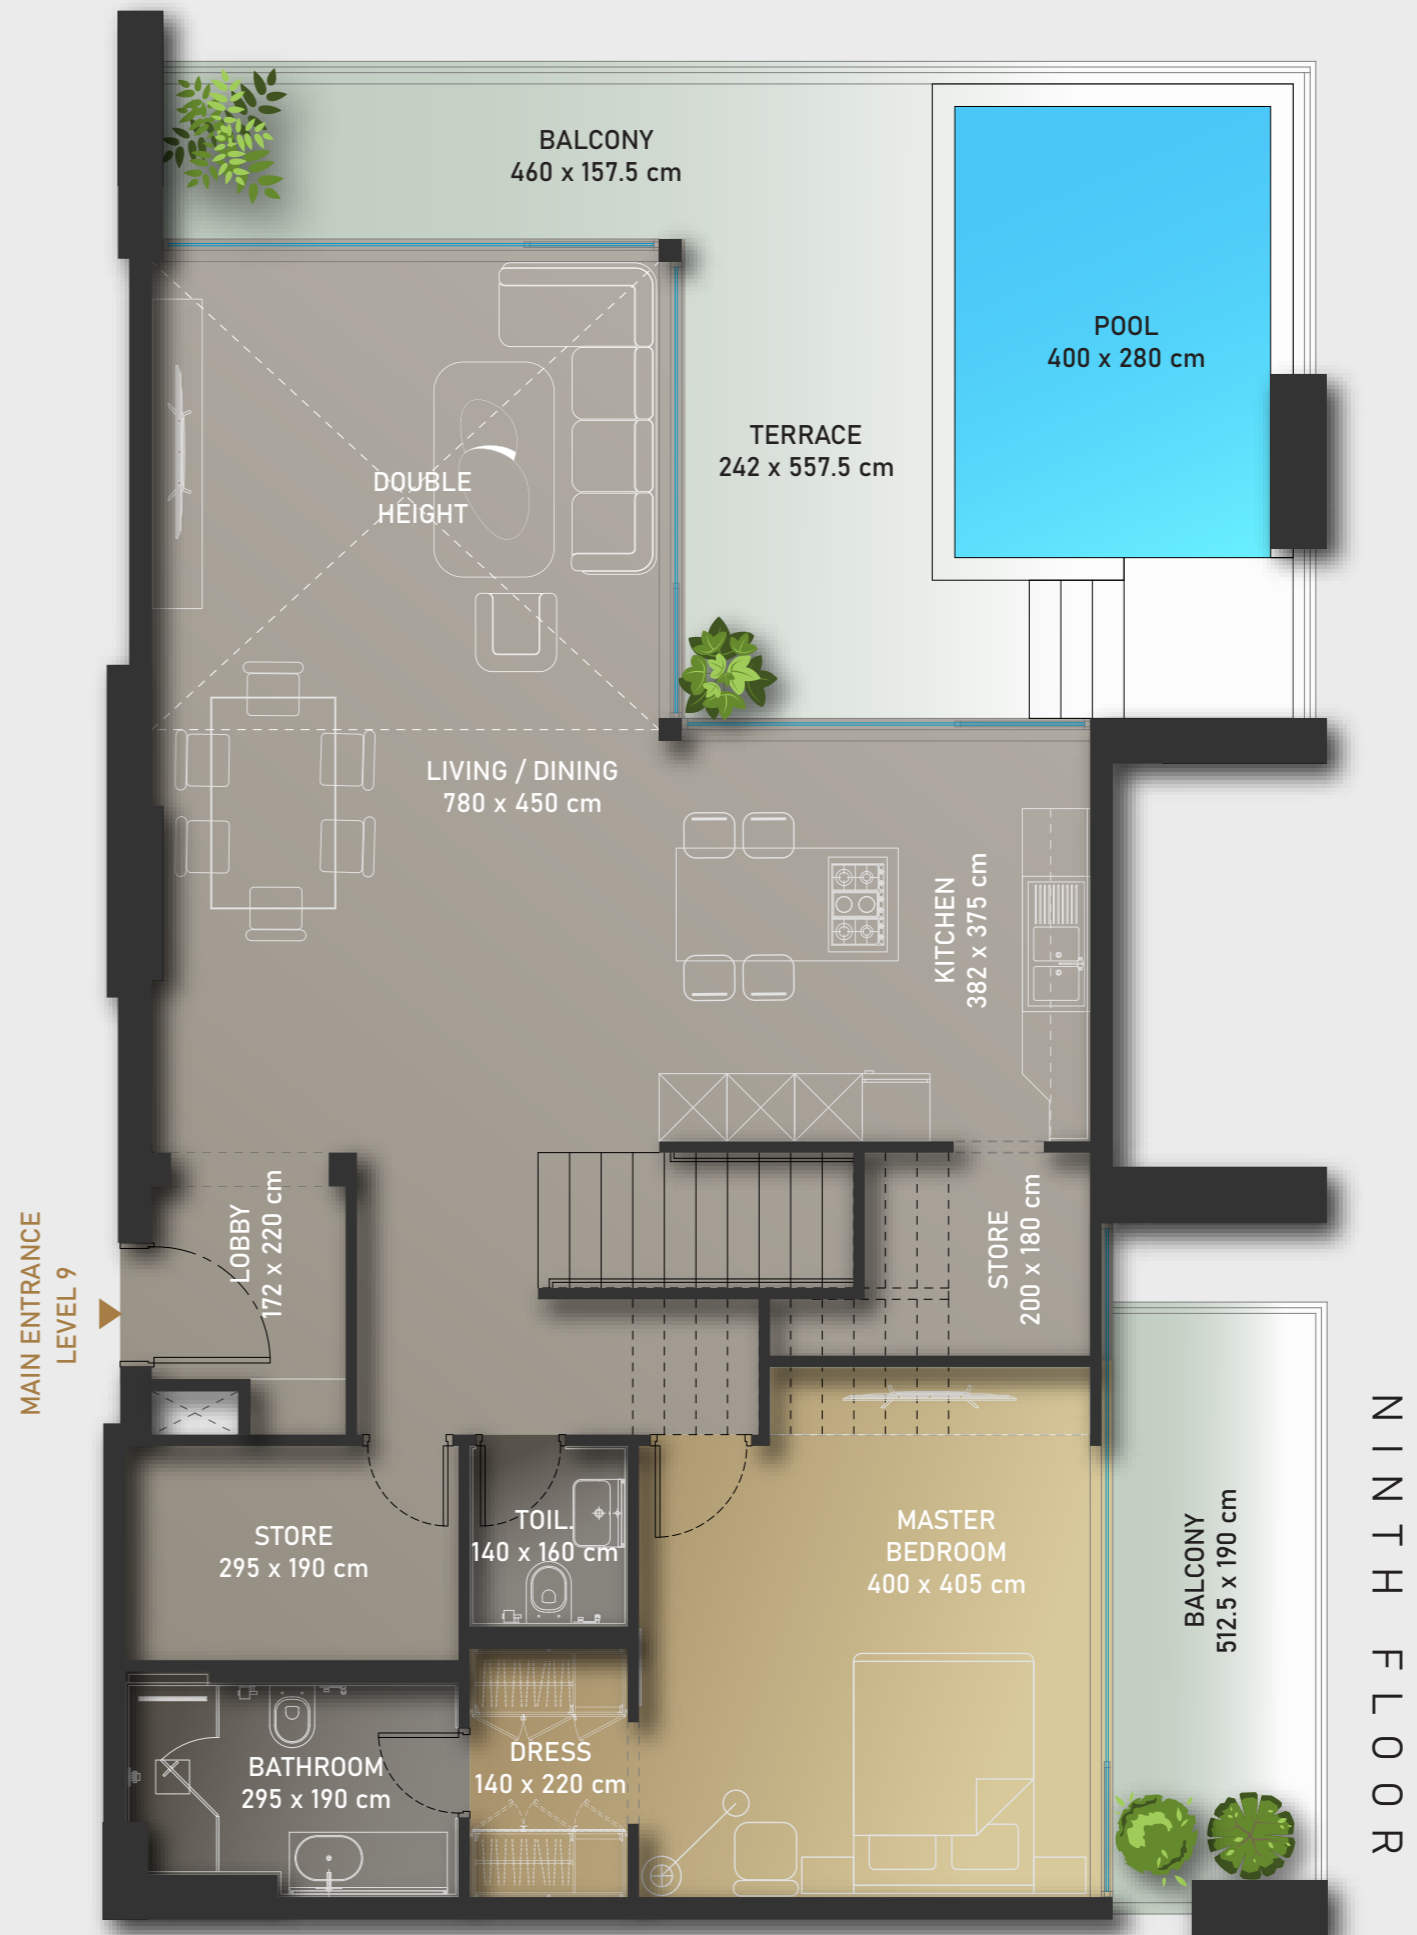 BALCONY
460 x 157.5 cm
POOL
400 x 280 cm
TERRACE
242 x 557.5 cm
DOUBLE
HEIGHT
LIVING / DINING
780 x 450 cm
KITCHEN
382 x 375 cm
LOBBY
172 x 220 cm
STORE
200 x 180 cm
MAIN ENTRANCE
LEVEL 9
STORE
295 x 190 cm
TOIL.
140 x 160 cm
MASTER
BEDROOM
400 x 405 cm
BALCONY
512.5 x 190 cm
NINTH FLOOR
BATHROOM
295 x 190 cm
DRESS
140 x 220 cm